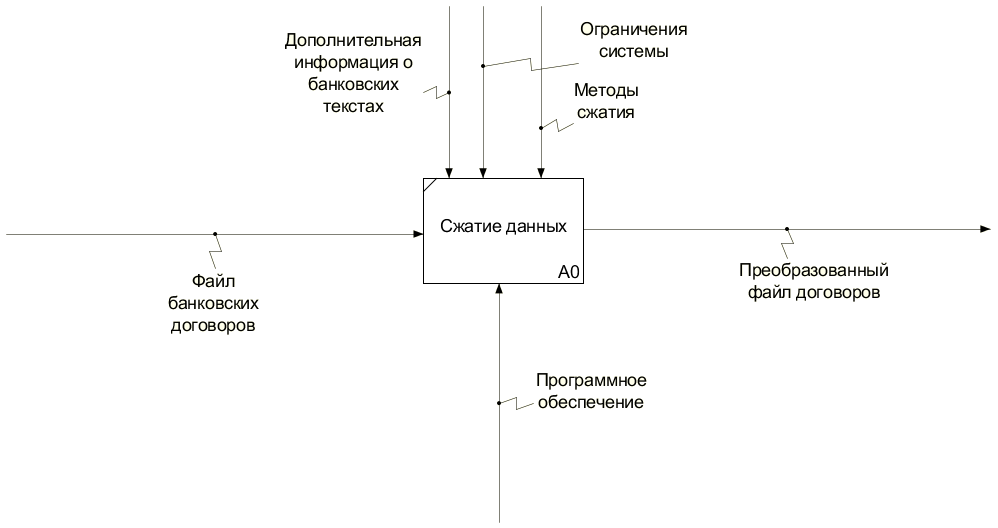 Дополнительная
информация о
банковских
текстах
Ограничения
системы
Методы
сжатия
Сжатие данных
A0
Файл
банковских
договоров
Преобразованный
файл договоров
Программное
обеспечение